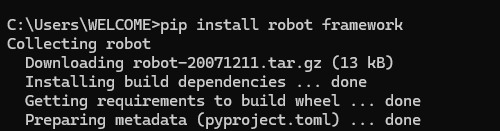 C:\Users\WELCOME>pip install robot framework
Collecting robot
  Downloading robot-20071211.tar.gz (13 kB)
  Installing build dependencies ... done
  Getting requirements to build wheel ... done
  Preparing metadata (pyproject.toml) ... done